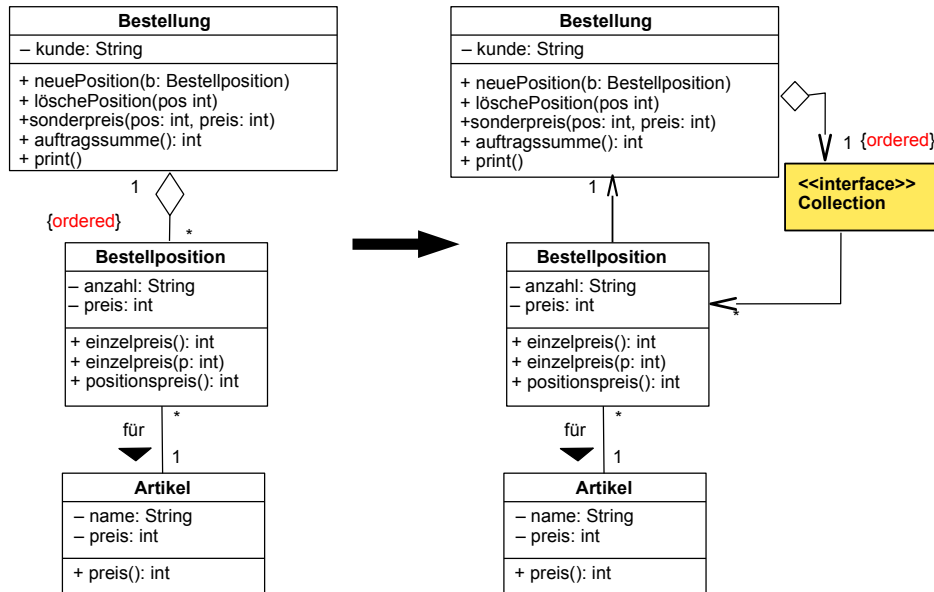 Bestellung
– kunde: String
+ neuePosition(b: Bestellposition)
+ löschePosition(pos int)
+sonderpreis(pos: int, preis: int)
+ auftragssumme(): int
+ print()
1
{ordered}
*
Bestellposition
– anzahl: String
– preis: int
+ einzelpreis(): int
+ einzelpreis(p: int)
+ positionspreis(): int
*
für
1
Artikel
– name: String
– preis: int
+ preis(): int
Bestellung
– kunde: String
+ neuePosition(b: Bestellposition)
+ löschePosition(pos int)
+sonderpreis(pos: int, preis: int)
+ auftragssumme(): int
+ print()
1 {ordered}
<<interface>>
Collection
1
*
Bestellposition
– anzahl: String
– preis: int
+ einzelpreis(): int
+ einzelpreis(p: int)
+ positionspreis(): int
*
für
1
Artikel
– name: String
– preis: int
+ preis(): int